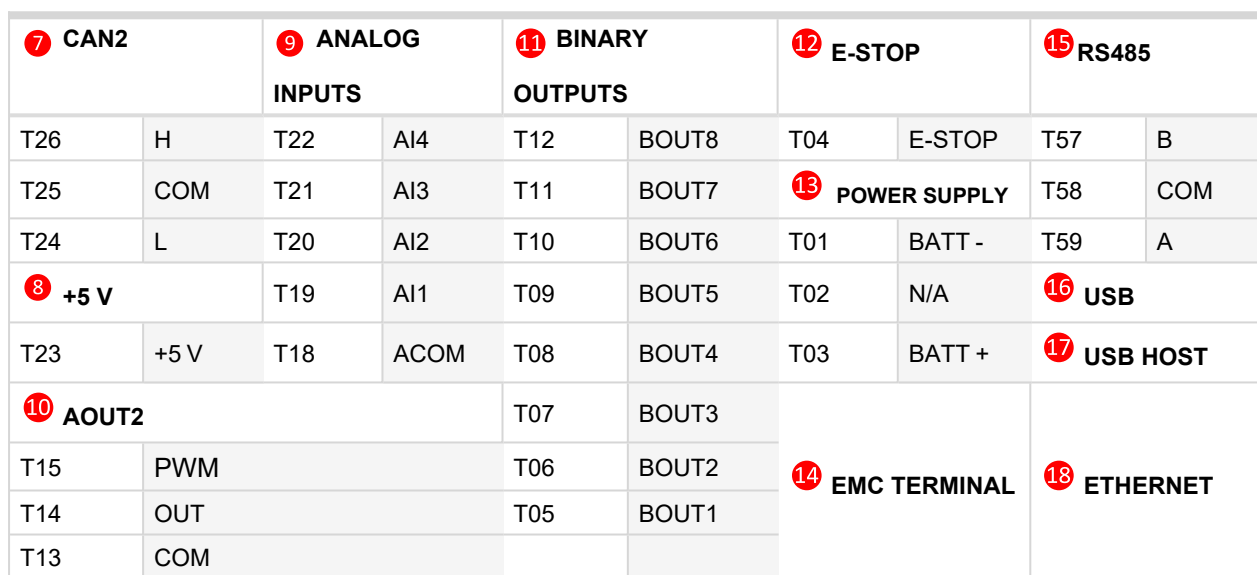 7 CAN2 9 ANALOG INPUTS 11 BINARY OUTPUTS 12 E-STOP 15 RS485
T26 H T22 AI4 T12 BOUT8 T04 E-STOP T57 B
T25 COM T21 AI3 T11 BOUT7 13 POWER SUPPLY T58 COM
T24 L T20 AI2 T10 BOUT6 T01 BATT - T59 A
8 +5 V T19 AI1 T09 BOUT5 T02 N/A 16 USB
T23 +5 V T18 ACOM T08 BOUT4 T03 BATT + 17 USB HOST
10 AOUT2 T07 BOUT3
T15 PWM T06 BOUT2 14 EMC TERMINAL 18 ETHERNET
T14 OUT T05 BOUT1
T13 COM